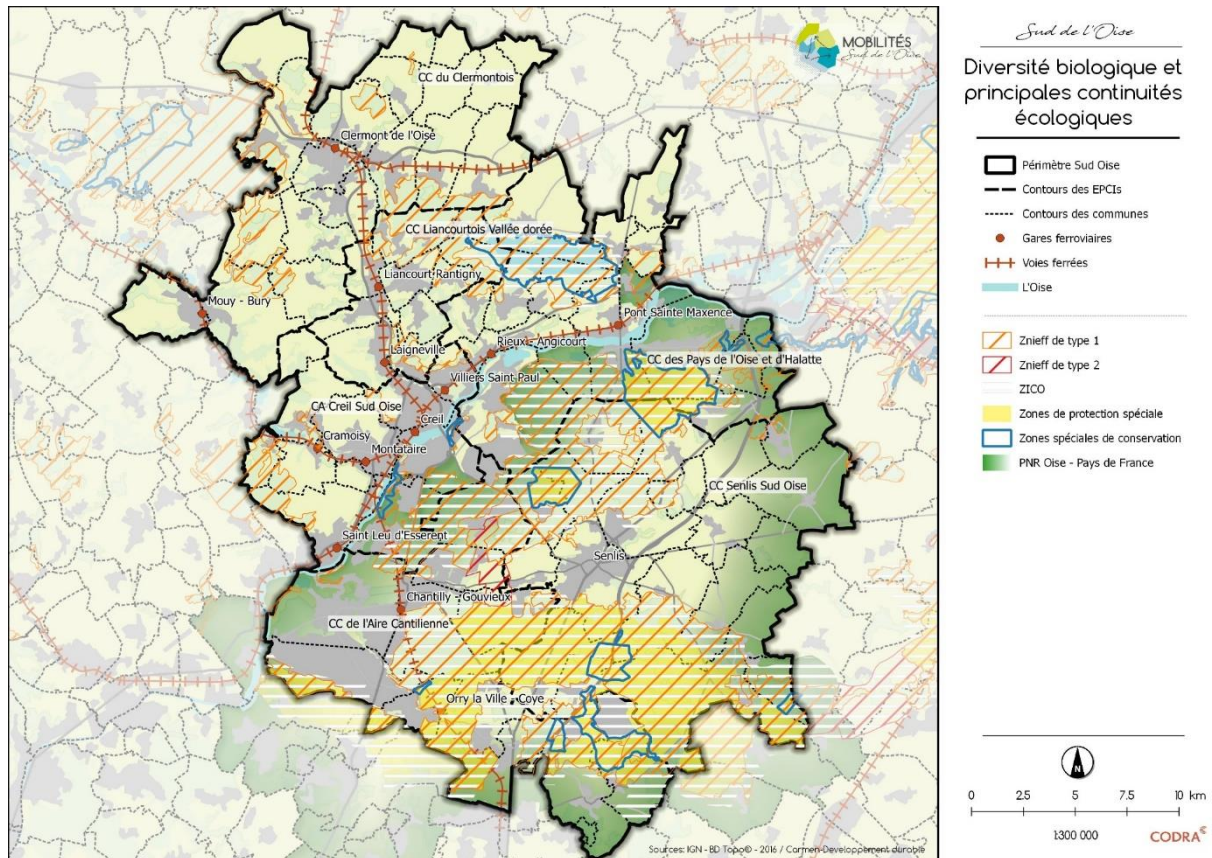 MOBILITÉS
Sud de l'Oise
CC du Clermontois
Clermont de l'Oise
CC Liancourtois Vallée dorée
Liancourt Rantigny
Mouy - Bury
Pont Sainte Maxence
Rieux - Angicourt
Laigneville
CC des Pays de l'Oise et d'Halatte
Villiers Saint Paul
CA Creil Sud Oise
Creil
Cramoisy
Montataire
CC Senlis Sud Oise
Saint Leu d'Esserent
Senlis
Chantilly - Gouvieux
CC de l'Aire Cantilienne
Orry la Ville - Coye
Sources: IGN - BD Topo© - 2016 / Carmen-Developpement durable
Sud de l'Oise
Diversité biologique et
principales continuités
écologiques
Périmètre Sud Oise
Contours des EPCIs
Contours des communes
Gares ferroviaires
Voies ferrées
L'Oise
Znieff de type 1
Znieff de type 2
ZICO
Zones de protection spéciale
Zones spéciales de conservation
PNR Oise - Pays de France
N
0 2.5 5 7.5 10 km
1:300 000
CODRA